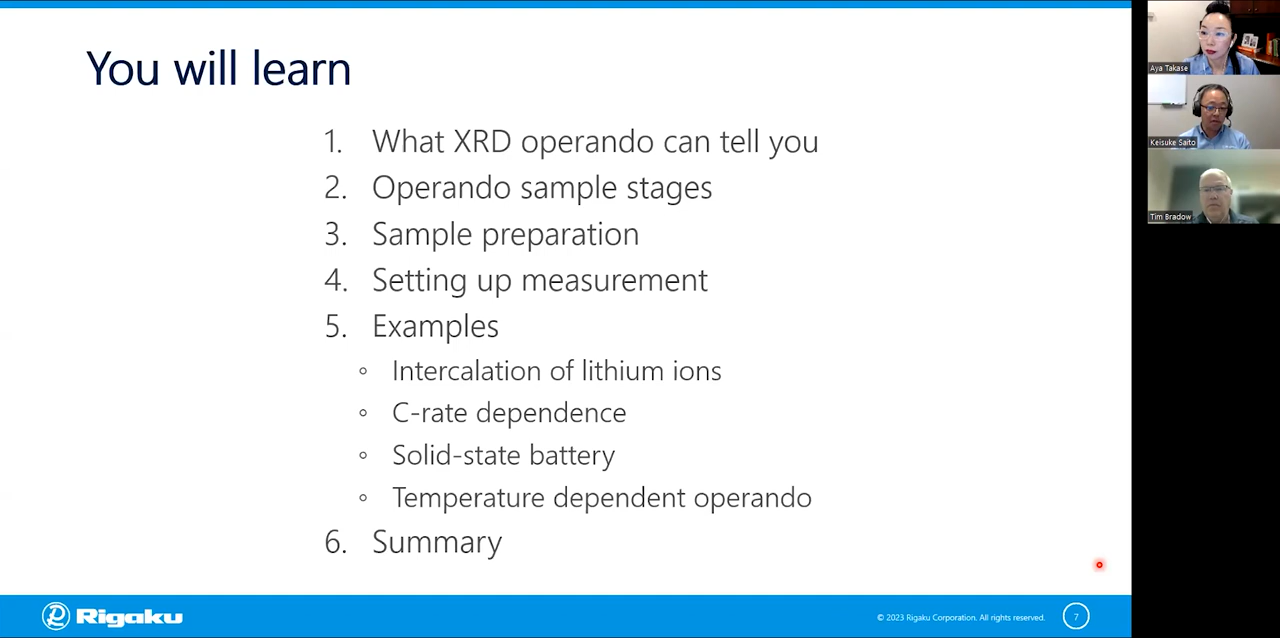 You will learn
1. What XRD operando can tell you
2. Operando sample stages
3. Sample preparation
4. Setting up measurement
5. Examples
◦ Intercalation of lithium ions
◦ C-rate dependence
◦ Solid-state battery
◦ Temperature dependent operando
6. Summary
Rigaku
© 2023 Rigaku Corporation. All rights reserved.
7
Aya Takase
Keisuke Saito
Tim Bradow